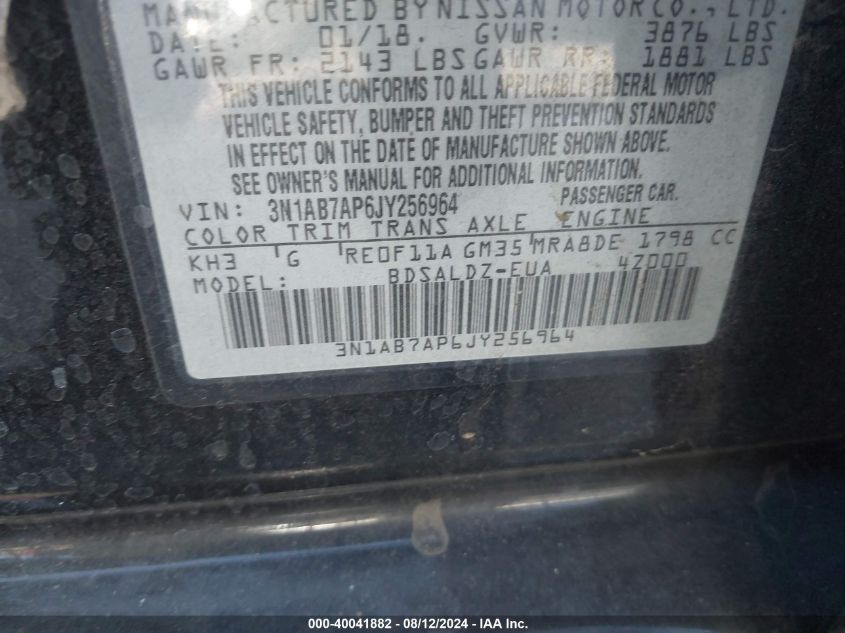 MANUFACTURED BY NISSAN MOTOR CO., LTD.
DATE: 01/18. GVWR: 3876 LBS
GAWR FR: 2143 LBS GAWR RR: 1881 LBS
THIS VEHICLE CONFORMS TO ALL APPLICABLE FEDERAL MOTOR
VEHICLE SAFETY, BUMPER AND THEFT PREVENTION STANDARDS
IN EFFECT ON THE DATE OF MANUFACTURE SHOWN ABOVE.
SEE OWNER'S MANUAL FOR ADDITIONAL INFORMATION.
VIN: 3N1AB7AP6JY256964 PASSENGER CAR.
COLOR TRIM TRANS AXLE ENGINE
KH3 G RE0F11A GM35 MRA8DE 1798 CC
MODEL: BDSALDZ-EUA 4Z000
3N1AB7AP6JY256964
000-40041882 - 08/12/2024 - IAA Inc.